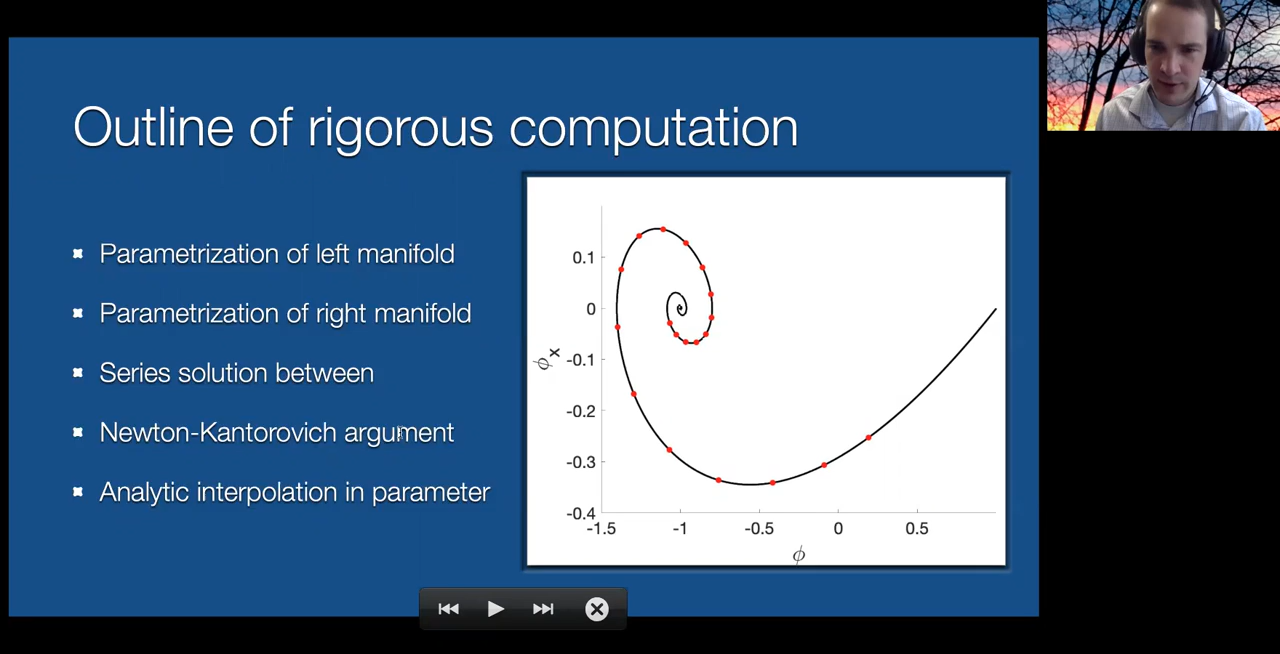 Outline of rigorous computation
Parametrization of left manifold
Parametrization of right manifold
Series solution between
Newton-Kantorovich argument
Analytic interpolation in parameter
0.1
0
-0.1
-0.2
-0.3
-0.4
ϕx
-1.5 -1 -0.5 0 0.5
ϕ